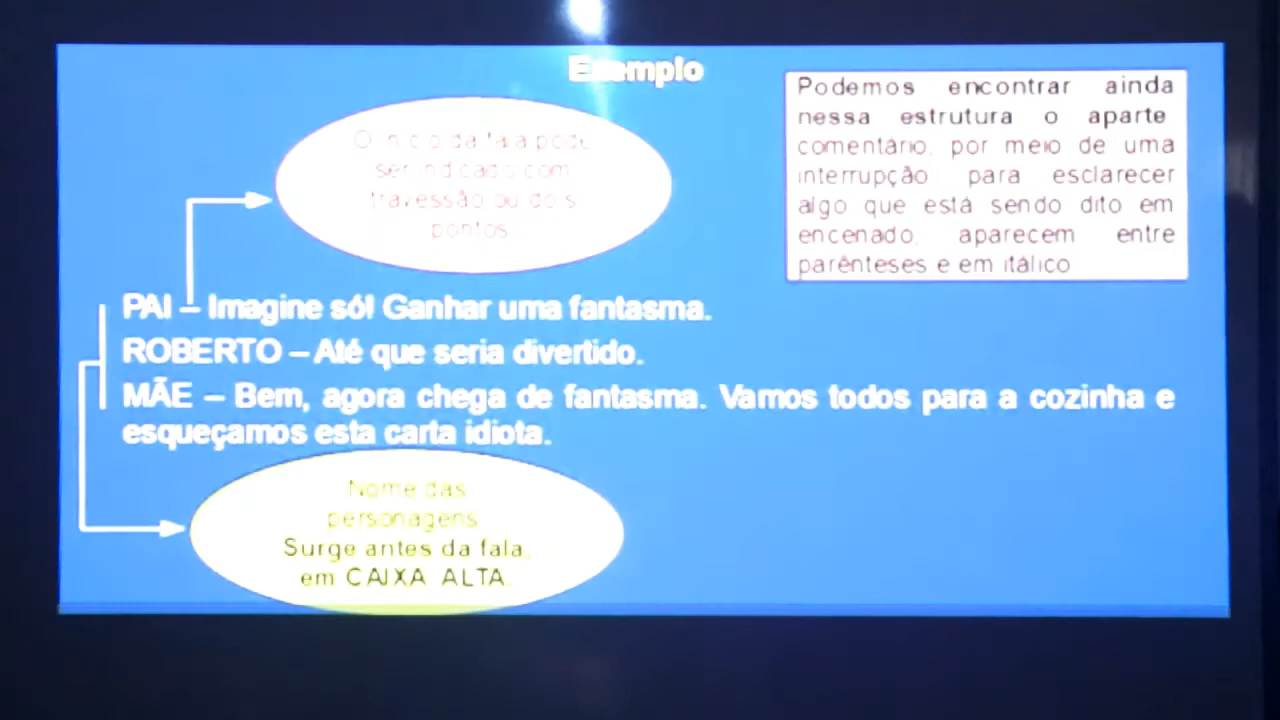 Exemplo
O início da fala pode
ser indicado com
travessão ou dois
pontos
Podemos encontrar ainda
nessa estrutura o aparte
comentário, por meio de uma
interrupção para esclarecer
algo que está sendo dito em
encenado, aparecem entre
parênteses e em itálico
PAI – Imagine só! Ganhar uma fantasma.
ROBERTO – Até que seria divertido.
MÃE – Bem, agora chega de fantasma. Vamos todos para a cozinha e
esqueçamos esta carta idiota.
Nome das
personagens
Surge antes da fala,
em CAIXA ALTA.